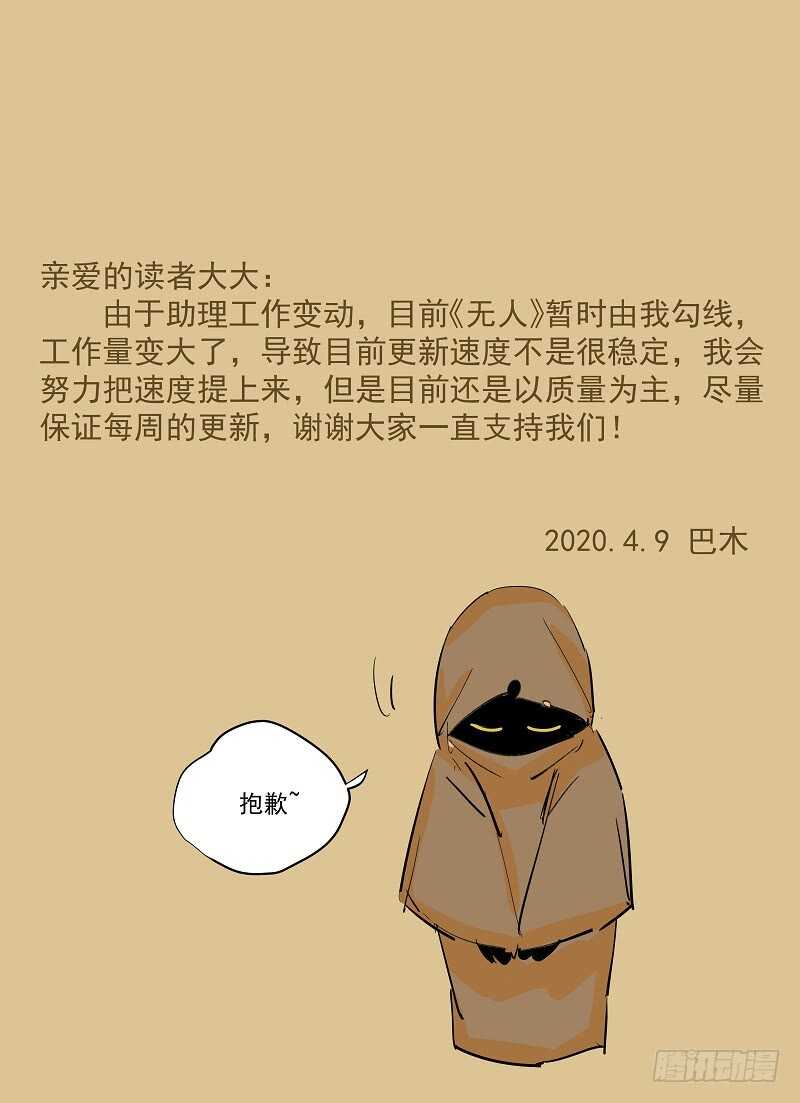 亲爱的读者大大：
由于助理工作变动，目前《无人》暂时由我勾线，
工作量变大了，导致目前更新速度不是很稳定，我会
努力把速度提上来，但是目前还是以质量为主，尽量
保证每周的更新，谢谢大家一直支持我们！
2020.4.9 巴木
抱歉~
腾讯动漫